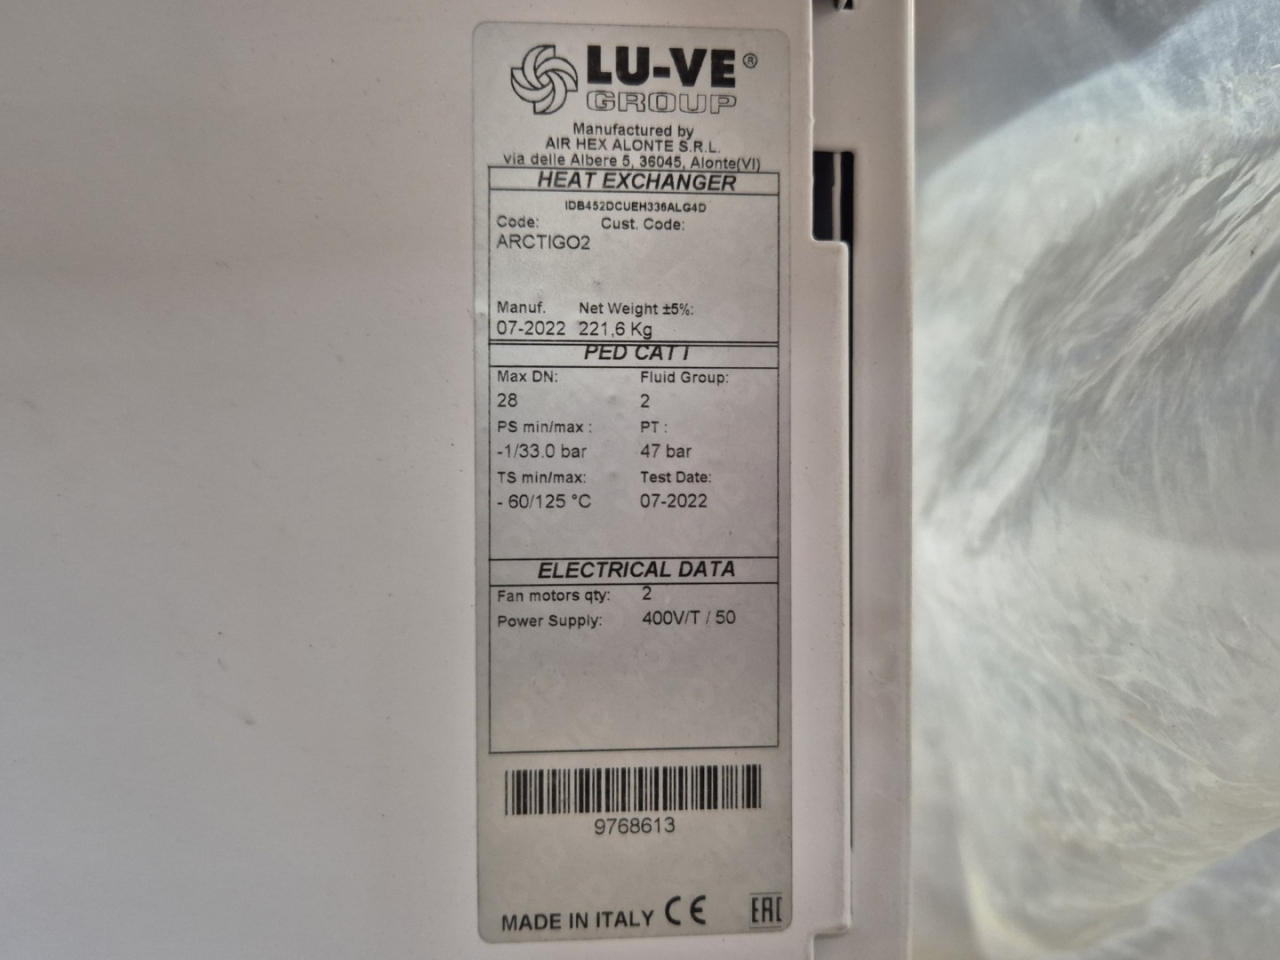 LU-VE®
GROUP
Manufactured by
AIR HEX ALONTE S.R.L.
via delle Albere 5, 36045, Alonte(VI)
HEAT EXCHANGER
IDB452DCUEH336ALG4D
Code: Cust. Code:
ARCTIGO2
Manuf. Net Weight ±5%:
07-2022 221,6 Kg
PED CAT I
Max DN: Fluid Group:
28 2
PS min/max : PT :
-1/33.0 bar 47 bar
TS min/max: Test Date:
- 60/125 °C 07-2022
ELECTRICAL DATA
Fan motors qty: 2
Power Supply: 400V/T / 50
9768613
MADE IN ITALY CE EAC